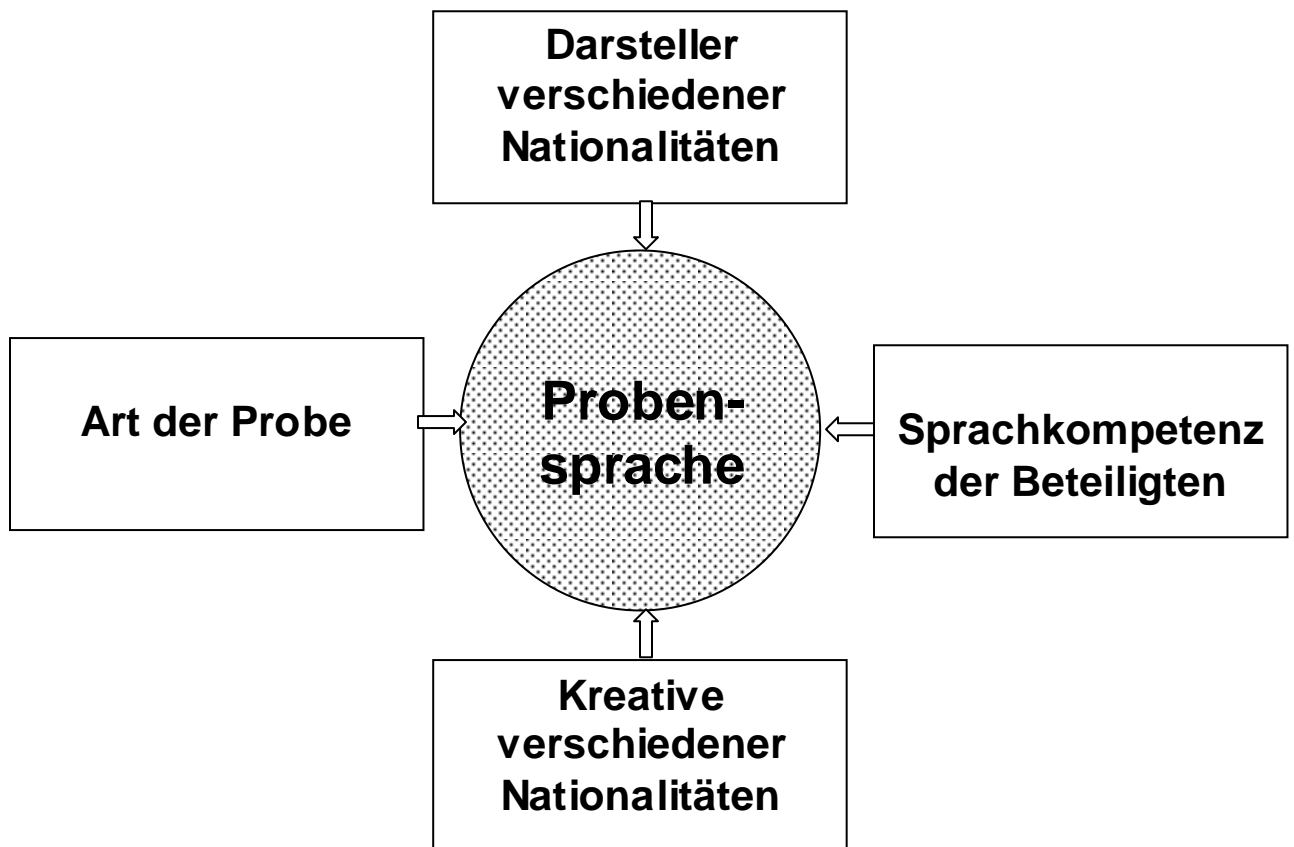 Darsteller
verschiedener
Nationalitäten
Art der Probe
Proben-
sprache
Sprachkompetenz
der Beteiligten
Kreative
verschiedener
Nationalitäten